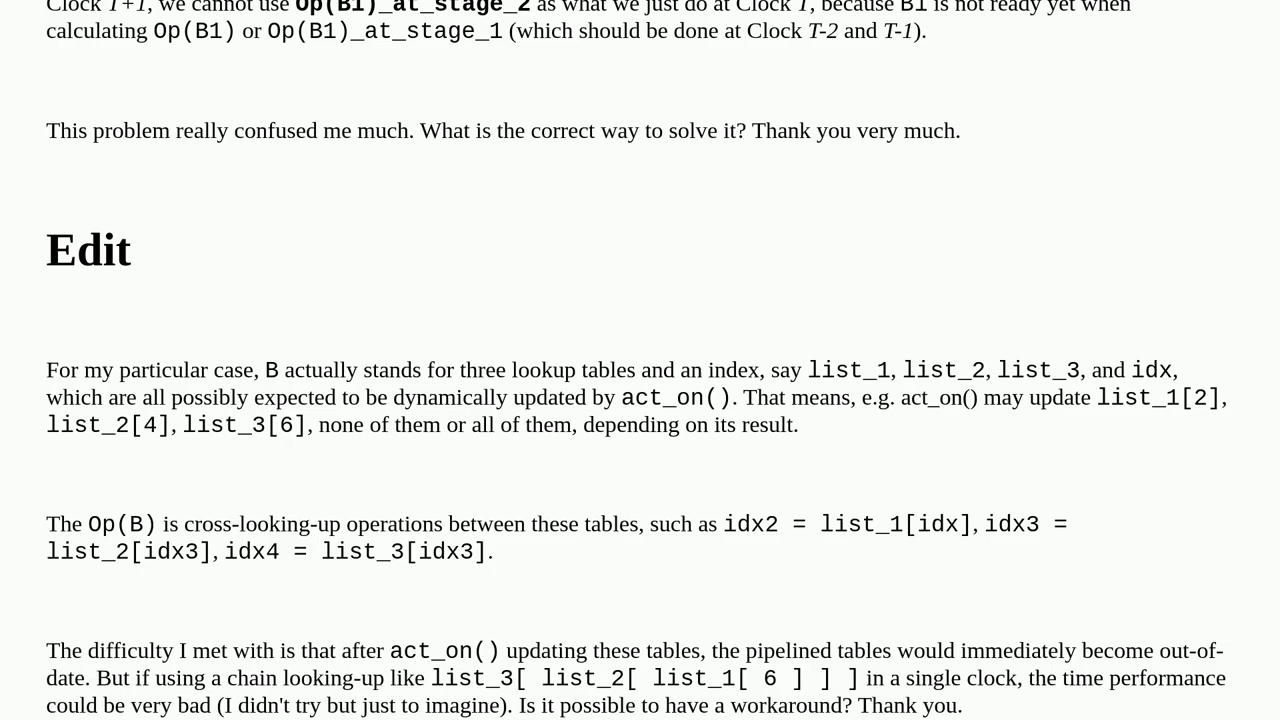 Clock T+1, we cannot use Op(B1)_at_stage_2 as what we just do at Clock T, because B1 is not ready yet when
calculating Op(B1) or Op(B1)_at_stage_1 (which should be done at Clock T-2 and T-1).
This problem really confused me much. What is the correct way to solve it? Thank you very much.
Edit
For my particular case, B actually stands for three lookup tables and an index, say list_1, list_2, list_3, and idx,
which are all possibly expected to be dynamically updated by act_on(). That means, e.g. act_on() may update list_1[2],
list_2[4], list_3[6], none of them or all of them, depending on its result.
The Op(B) is cross-looking-up operations between these tables, such as idx2 = list_1[idx], idx3 =
list_2[idx3], idx4 = list_3[idx3].
The difficulty I met with is that after act_on() updating these tables, the pipelined tables would immediately become out-of-
date. But if using a chain looking-up like list_3[ list_2[ list_1[ 6 ] ] ] in a single clock, the time performance
could be very bad (I didn't try but just to imagine). Is it possible to have a workaround? Thank you.